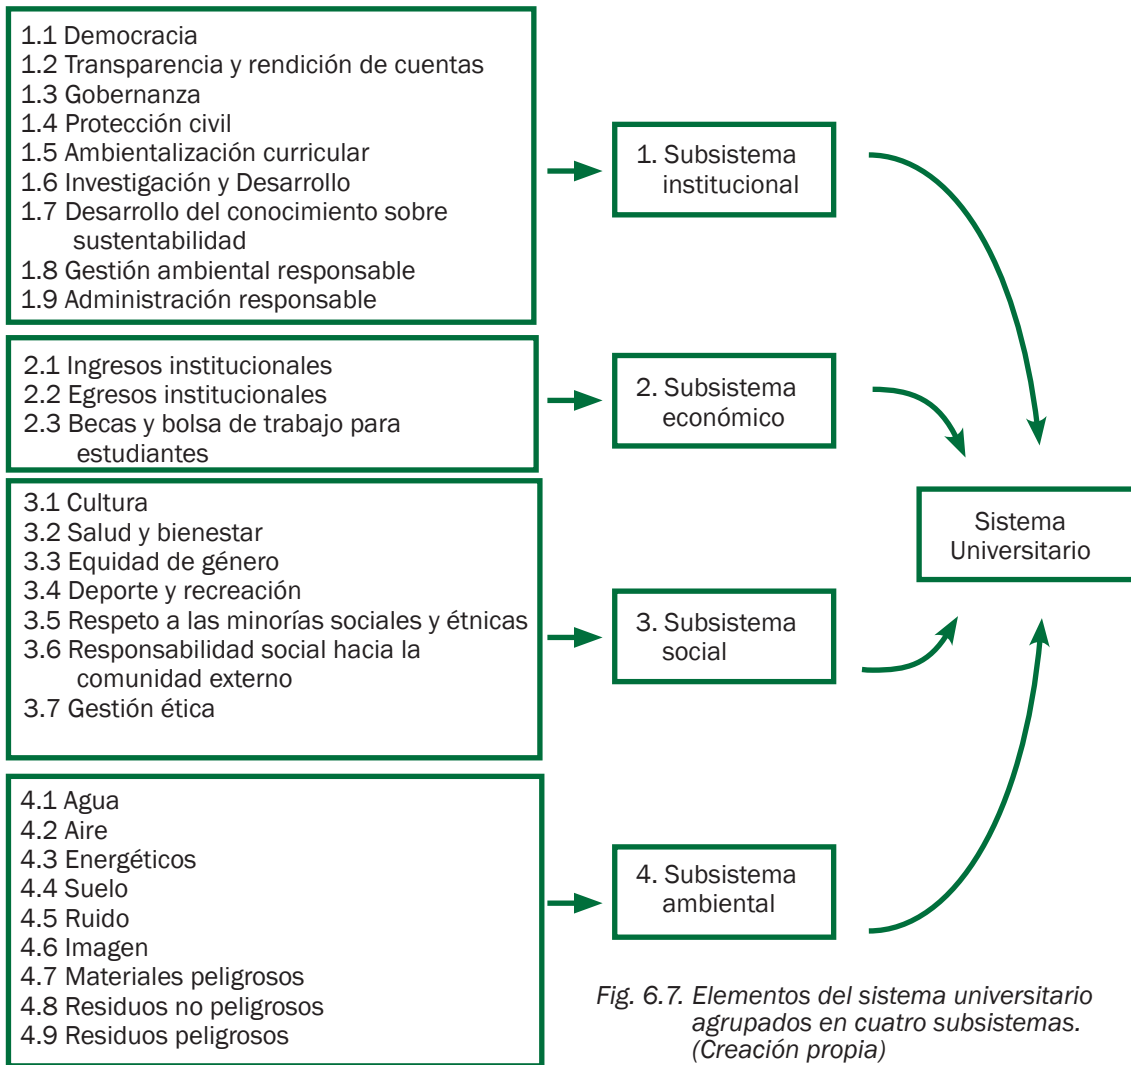 1.1 Democracia
1.2 Transparencia y rendición de cuentas
1.3 Gobernanza
1.4 Protección civil
1.5 Ambientalización curricular
1.6 Investigación y Desarrollo
1.7 Desarrollo del conocimiento sobre
sustentabilidad
1.8 Gestión ambiental responsable
1.9 Administración responsable
1. Subsistema
institucional
2.1 Ingresos institucionales
2.2 Egresos institucionales
2.3 Becas y bolsa de trabajo para
estudiantes
2. Subsistema
económico
3.1 Cultura
3.2 Salud y bienestar
3.3 Equidad de género
3.4 Deporte y recreación
3.5 Respeto a las minorías sociales y étnicas
3.6 Responsabilidad social hacia la
comunidad externo
3.7 Gestión ética
3. Subsistema
social
4.1 Agua
4.2 Aire
4.3 Energéticos
4.4 Suelo
4.5 Ruido
4.6 Imagen
4.7 Materiales peligrosos
4.8 Residuos no peligrosos
4.9 Residuos peligrosos
4. Subsistema
ambiental
Sistema
Universitario
Fig. 6.7. Elementos del sistema universitario
agrupados en cuatro subsistemas.
(Creación propia)